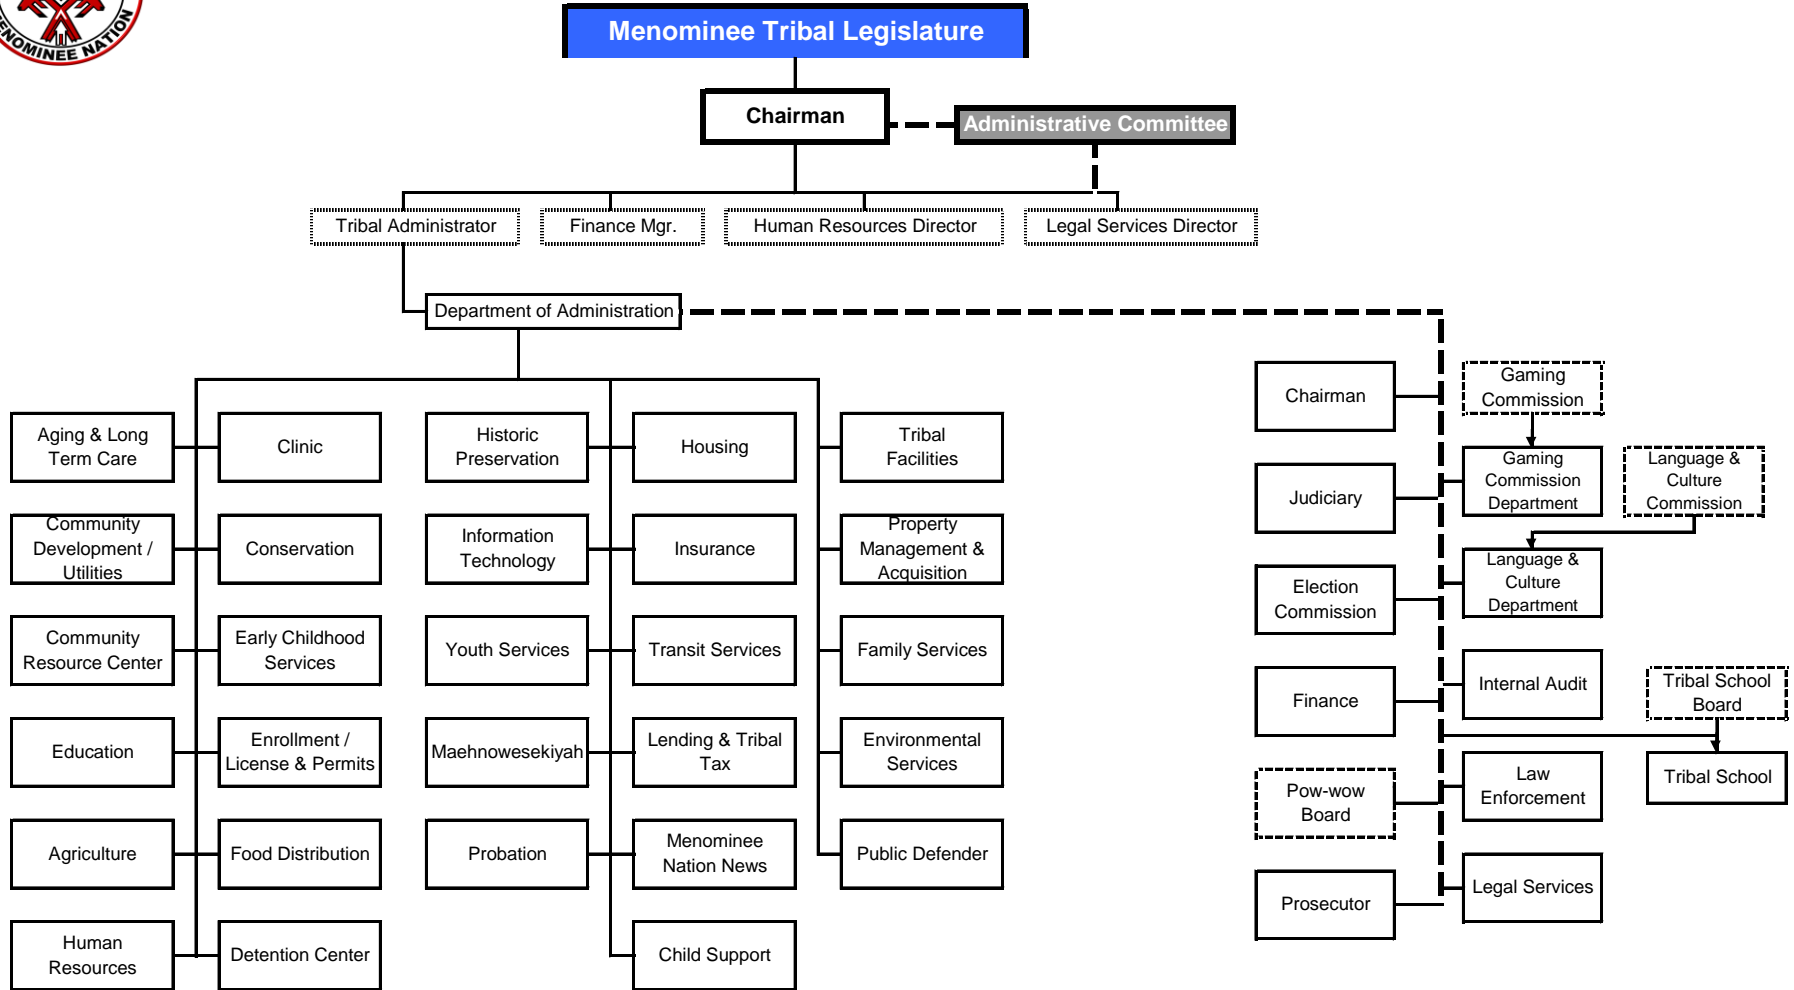 MENOMINEE NATION
Menominee Tribal Legislature
Chairman
Administrative Committee
Tribal Administrator
Finance Mgr.
Human Resources Director
Legal Services Director
Department of Administration
Aging & Long
Term Care
Clinic
Historic
Preservation
Housing
Tribal
Facilities
Community
Development /
Utilities
Conservation
Information
Technology
Insurance
Property
Management &
Acquisition
Community
Resource Center
Early Childhood
Services
Youth Services
Transit Services
Family Services
Education
Enrollment /
License & Permits
Maehnowesekiyah
Lending & Tribal
Tax
Environmental
Services
Agriculture
Food Distribution
Probation
Menominee
Nation News
Public Defender
Human
Resources
Detention Center
Child Support
Chairman
Gaming
Commission
Judiciary
Gaming
Commission
Department
Language &
Culture
Commission
Election
Commission
Language &
Culture
Department
Finance
Internal Audit
Tribal School
Board
Pow-wow
Board
Law
Enforcement
Tribal School
Prosecutor
Legal Services